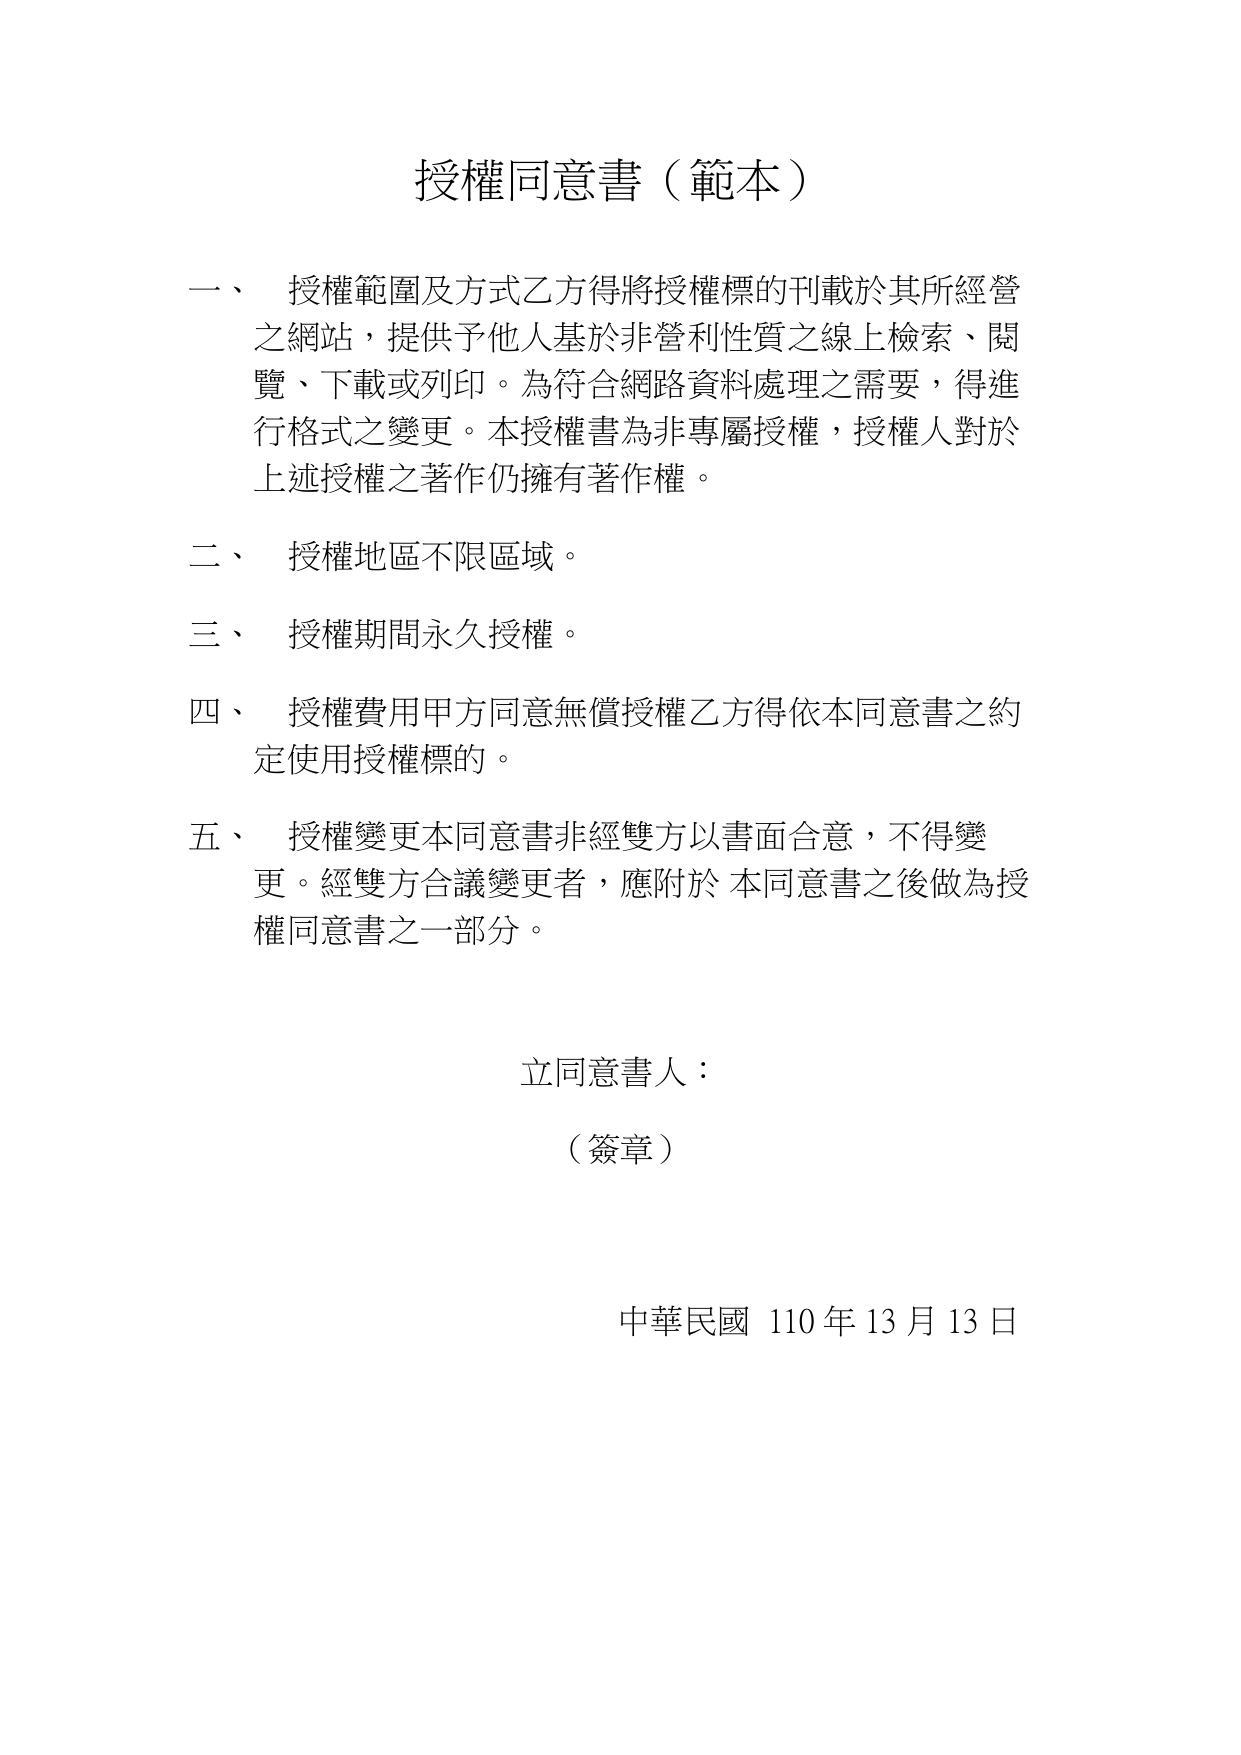 授權同意書（範本）
一、　授權範圍及方式乙方得將授權標的刊載於其所經營
之網站，提供予他人基於非營利性質之線上檢索、閱
覽、下載或列印。為符合網路資料處理之需要，得進
行格式之變更。本授權書為非專屬授權，授權人對於
上述授權之著作仍擁有著作權。
二、　授權地區不限區域。
三、　授權期間永久授權。
四、　授權費用甲方同意無償授權乙方得依本同意書之約
定使用授權標的。
五、　授權變更本同意書非經雙方以書面合意，不得變
更。經雙方合議變更者，應附於 本同意書之後做為授
權同意書之一部分。
立同意書人：
（簽章）
中華民國 110 年 13 月 13 日